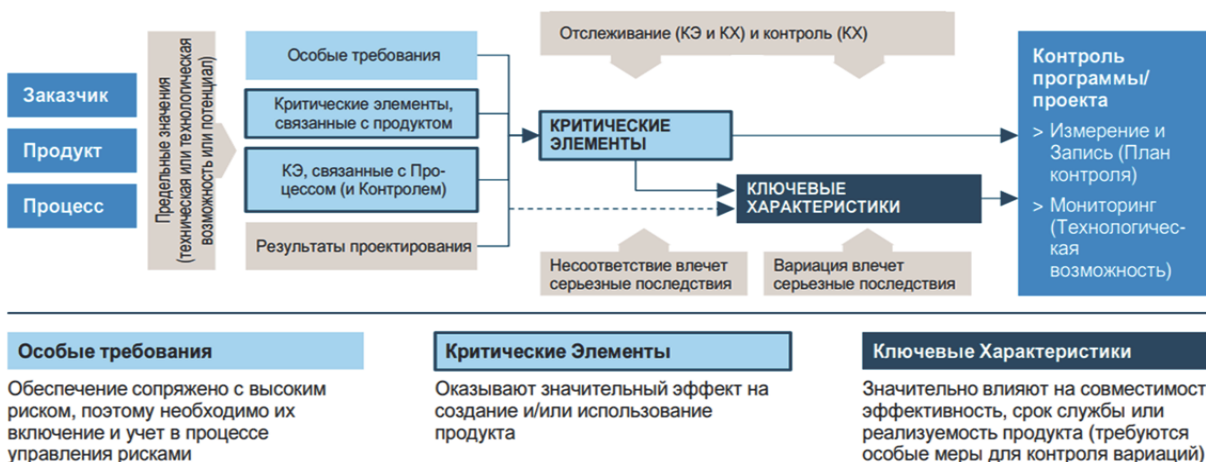 Заказчик
Продукт
Процесс
Предельные значения
(техническая или технологическая
возможность или потенциал)
Особые требования
Критические элементы,
связанные с продуктом
КЭ, связанные с Про-
цессом (и Контролем)
Результаты проектирования
Отслеживание (КЭ и КХ) и контроль (КХ)
КРИТИЧЕСКИЕ
ЭЛЕМЕНТЫ
КЛЮЧЕВЫЕ
ХАРАКТЕРИСТИКИ
Несоответствие влечет
серьезные последствия
Вариация влечет
серьезные последствия
Контроль
программы/
проекта
> Измерение и
Запись (План
контроля)
> Мониторинг
(Технологичес-
кая
возможность)
Особые требования
Обеспечение сопряжено с высоким
риском, поэтому необходимо их
включение и учет в процессе
управления рисками
Критические Элементы
Оказывают значительный эффект на
создание и/или использование
продукта
Ключевые Характеристики
Значительно влияют на совместимост
эффективность, срок службы или
реализуемость продукта (требуются
особые меры для контроля вариаций)